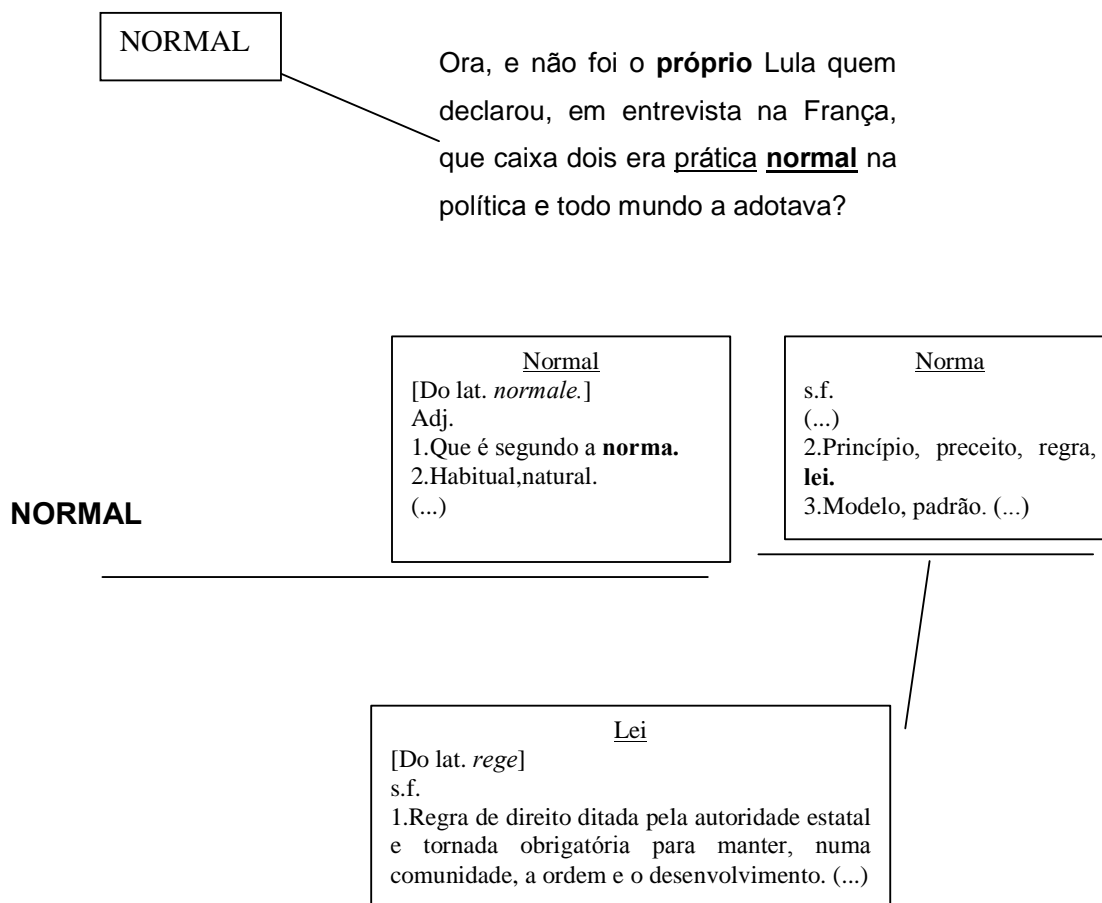 NORMAL
Ora, e não foi o próprio Lula quem
declarou, em entrevista na França,
que caixa dois era prática normal na
política e todo mundo a adotava?
Normal
[Do lat. normale.]
Adj.
1.Que é segundo a norma.
2.Habitual,natural.
(...)
Norma
s.f.
(...)
2.Princípio, preceito, regra,
lei.
3.Modelo, padrão. (...)
NORMAL
Lei
[Do lat. rege]
s.f.
1.Regra de direito ditada pela autoridade estatal
e tornada obrigatória para manter, numa
comunidade, a ordem e o desenvolvimento. (...)